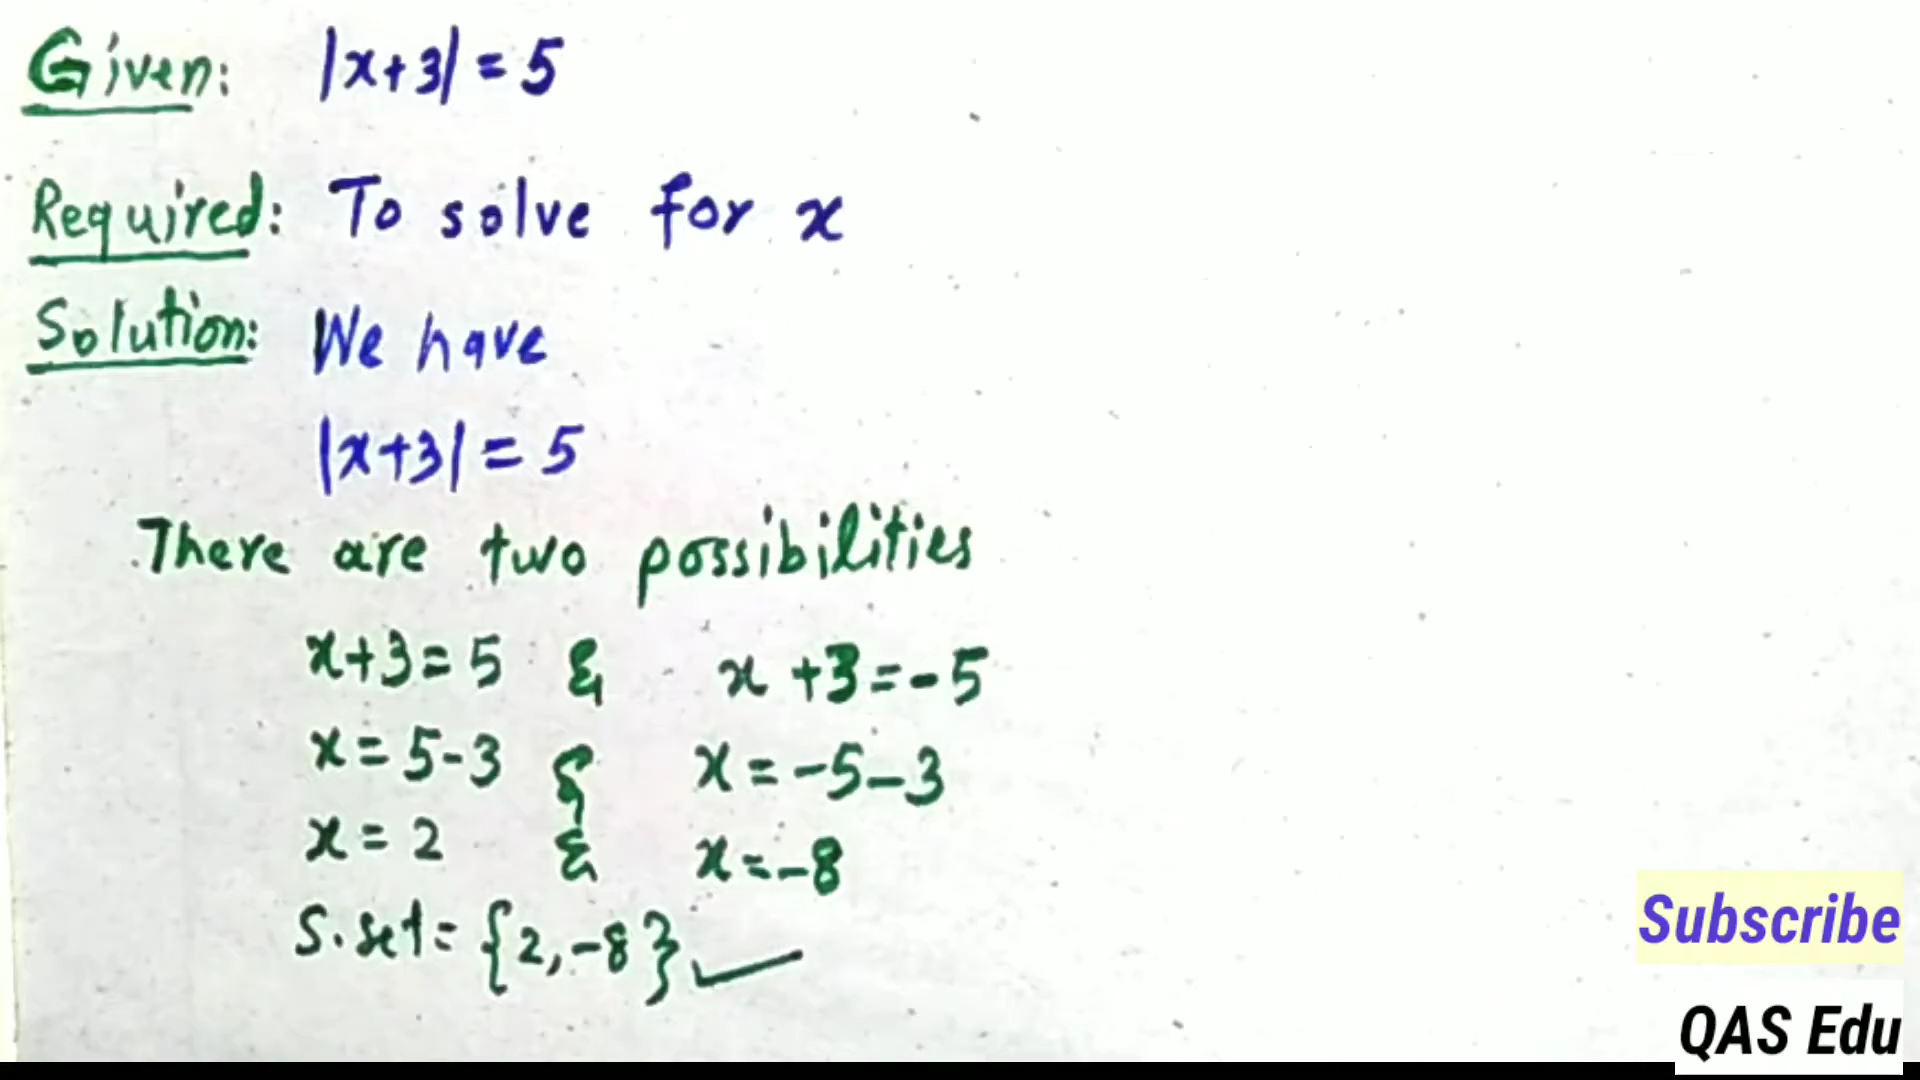 Given: |x+3| = 5
Required: To solve for x
Solution: We have
|x+3| = 5
There are two possibilities
x+3=5 & x+3=-5
x=5-3 & x=-5-3
x=2 & x=-8
S.set={2,-8}
Subscribe
QAS Edu